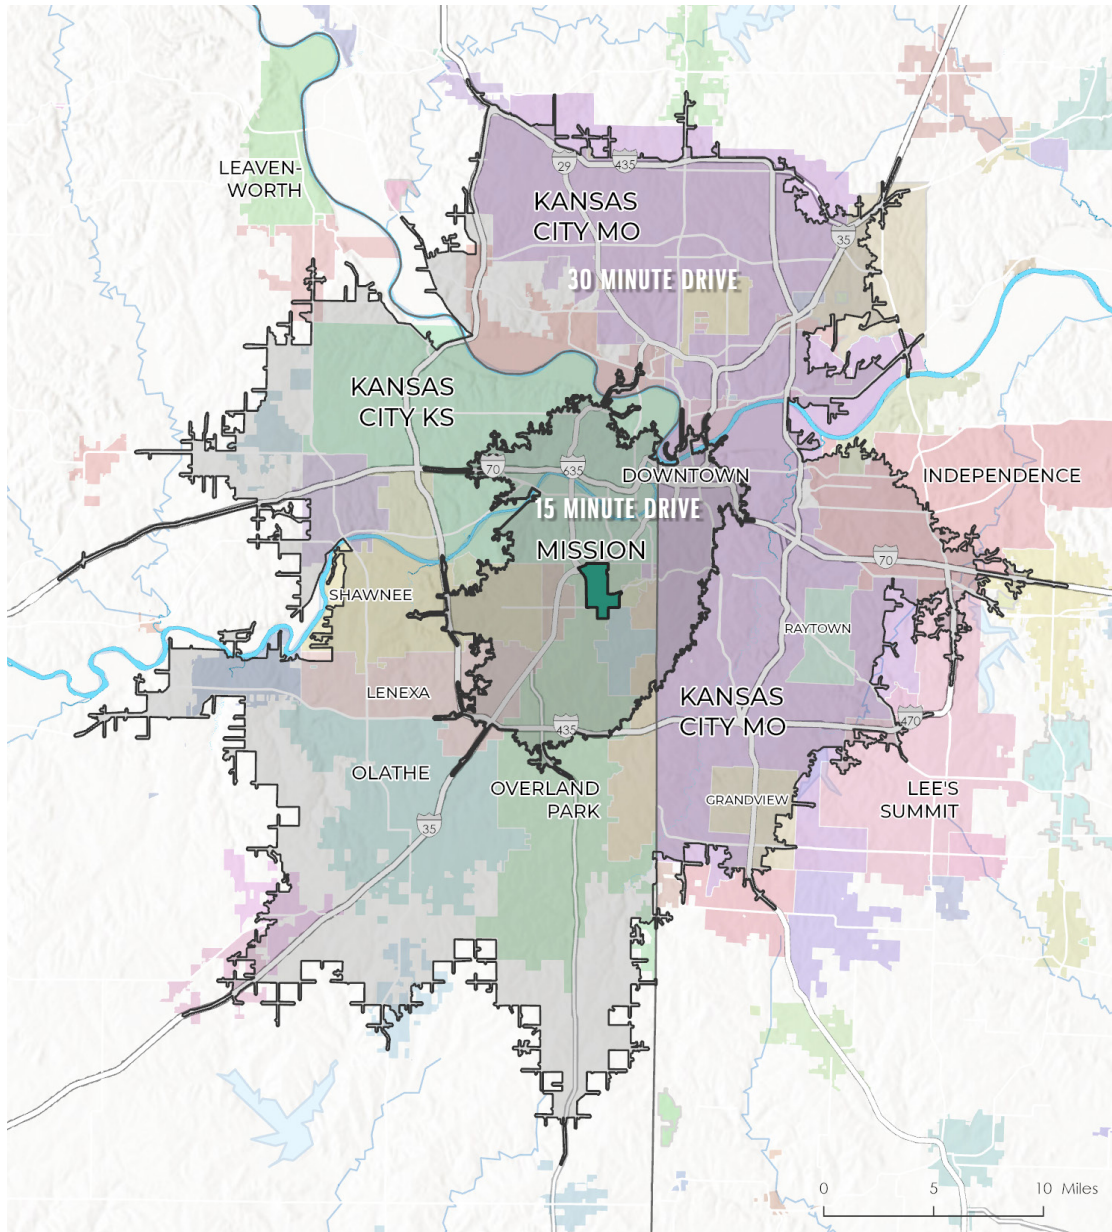 LEAVEN-
WORTH
29
435
KANSAS
CITY MO
35
30 MINUTE DRIVE
KANSAS
CITY KS
70
635
DOWNTOWN
INDEPENDENCE
15 MINUTE DRIVE
MISSION
70
SHAWNEE
RAYTOWN
LENEXA
KANSAS
CITY MO
435
470
OLATHE
OVERLAND
PARK
GRANDVIEW
LEE'S
SUMMIT
35
0 5 10 Miles